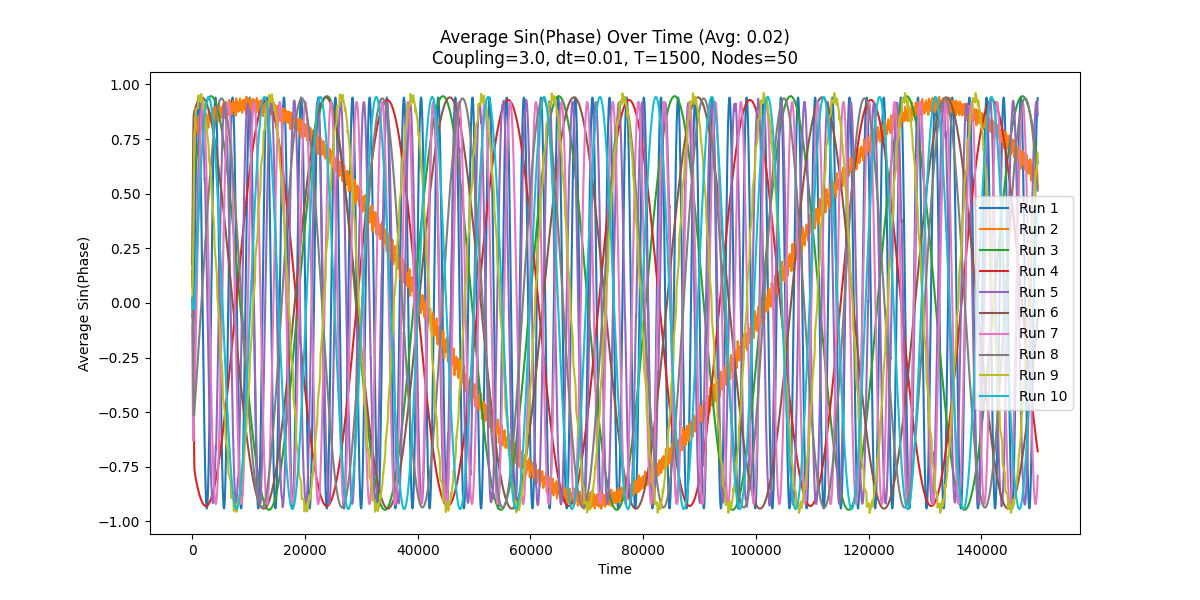 Average Sin(Phase) Over Time (Avg: 0.02)
Coupling=3.0, dt=0.01, T=1500, Nodes=50
Average Sin(Phase)
1.00
0.75
0.50
0.25
0.00
−0.25
−0.50
−0.75
−1.00
Run 1
Run 2
Run 3
Run 4
Run 5
Run 6
Run 7
Run 8
Run 9
Run 10
0 20000 40000 60000 80000 100000 120000 140000
Time